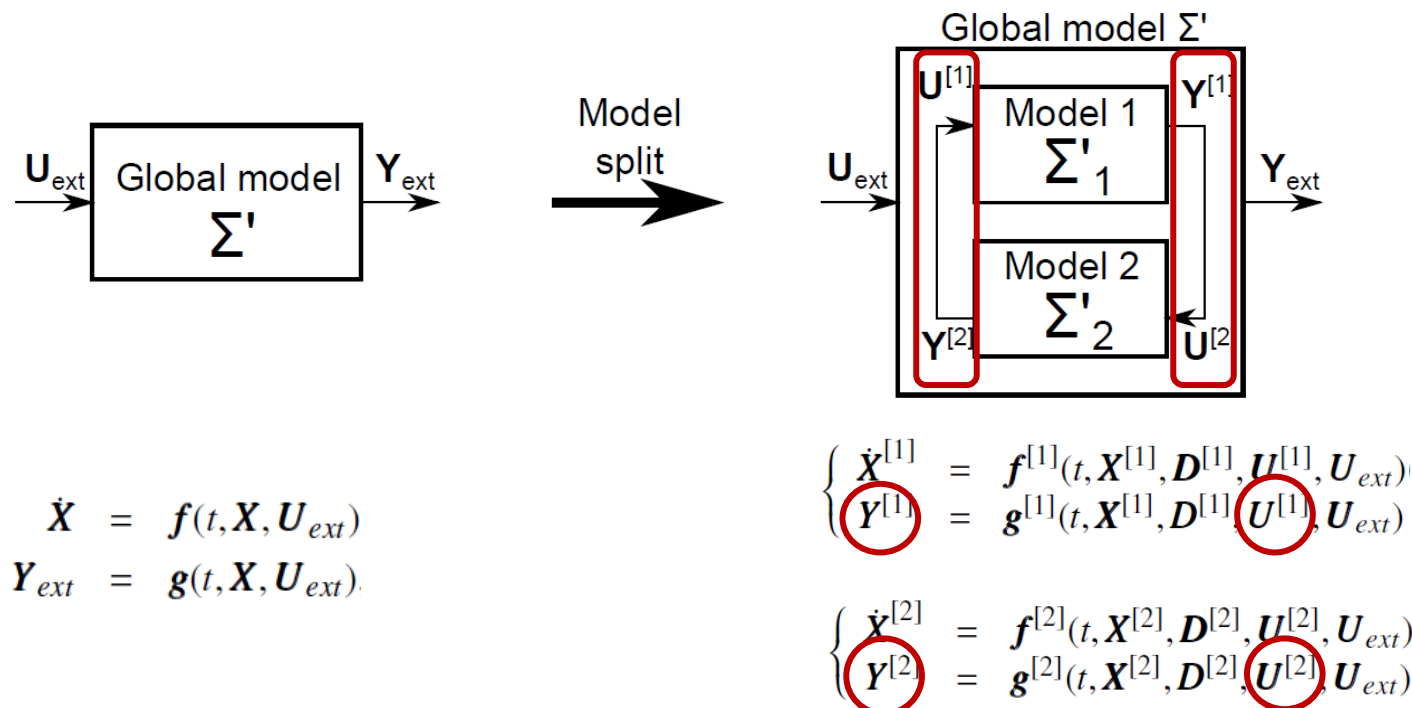 Global model Σ'
U[1]
Y[1]
Model 1
Σ'1
Model
split
Uext
Global model
Σ'
Yext
Uext
Yext
Model 2
Σ'2
Y[2]
U[2
Ẋ = f(t, X, Uext)
Yext = g(t, X, Uext).
Ẋ[1] = f[1](t, X[1], D[1], U[1], Uext)
Y[1] = g[1](t, X[1], D[1], U[1], Uext)
Ẋ[2] = f[2](t, X[2], D[2], U[2], Uext)
Y[2] = g[2](t, X[2], D[2], U[2], Uext)